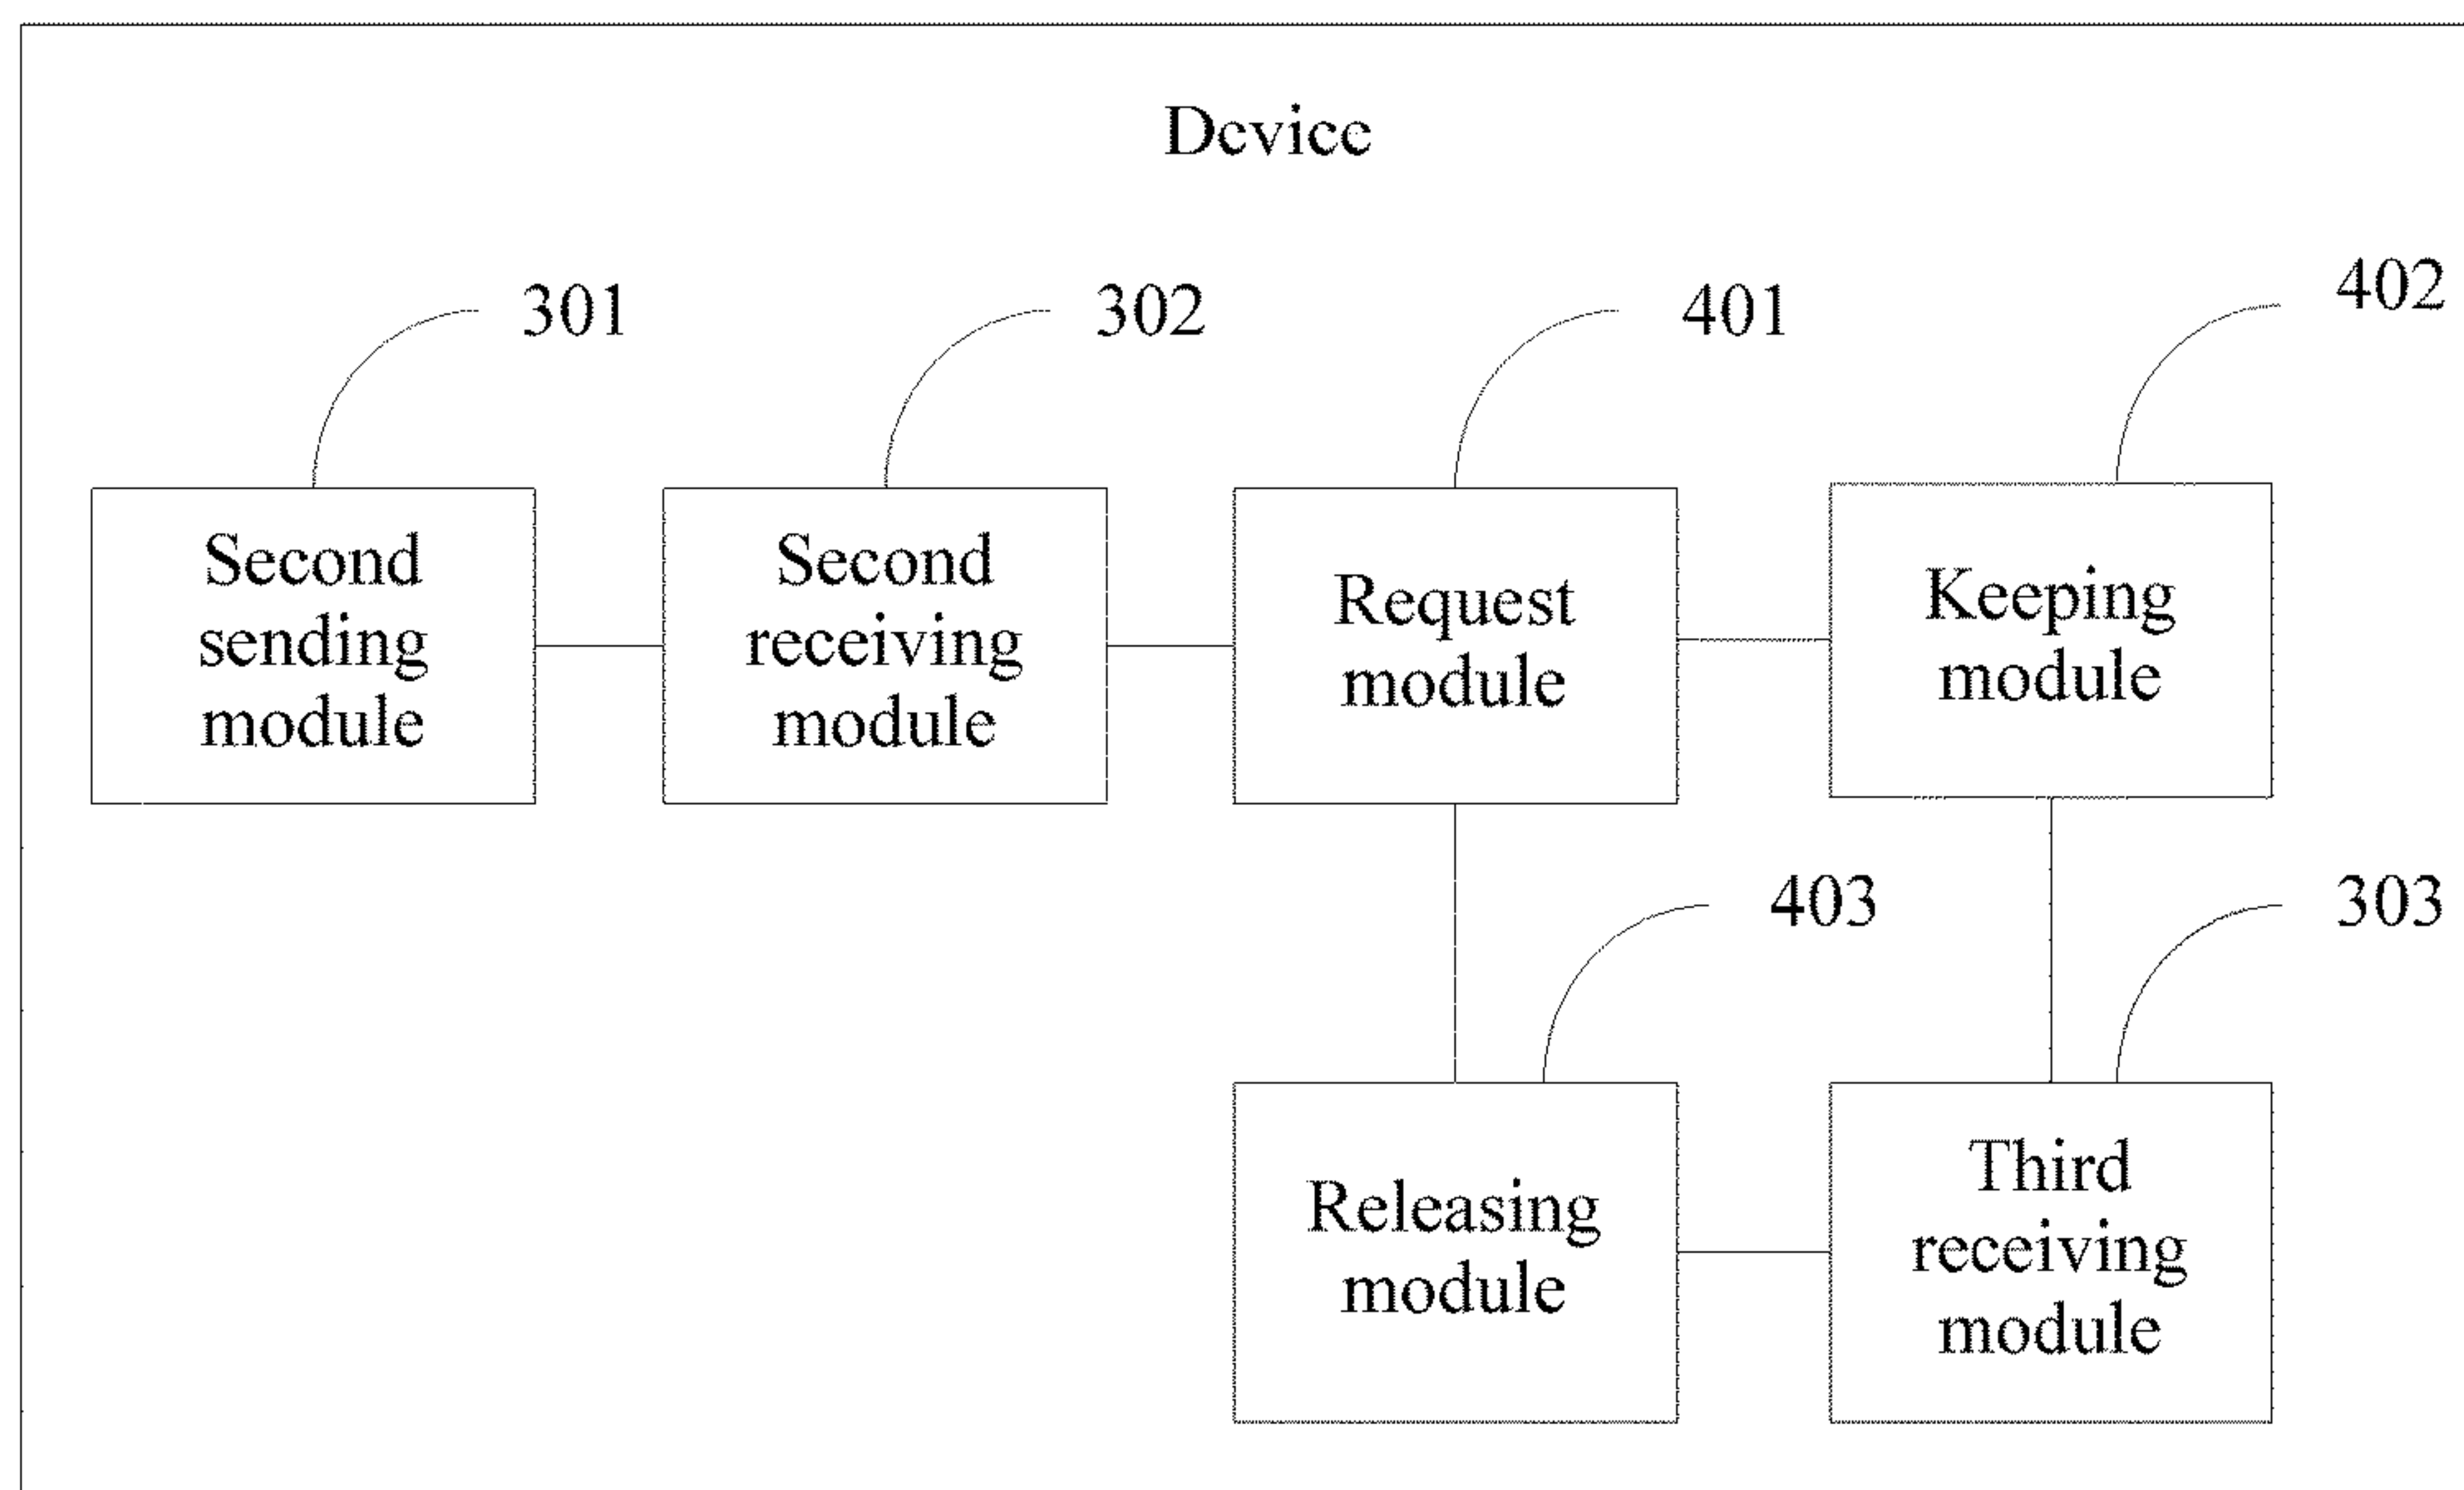 Device
301
302
401
402
Second
sending
module
Second
receiving
module
Request
module
Keeping
module
403
303
Releasing
module
Third
receiving
module